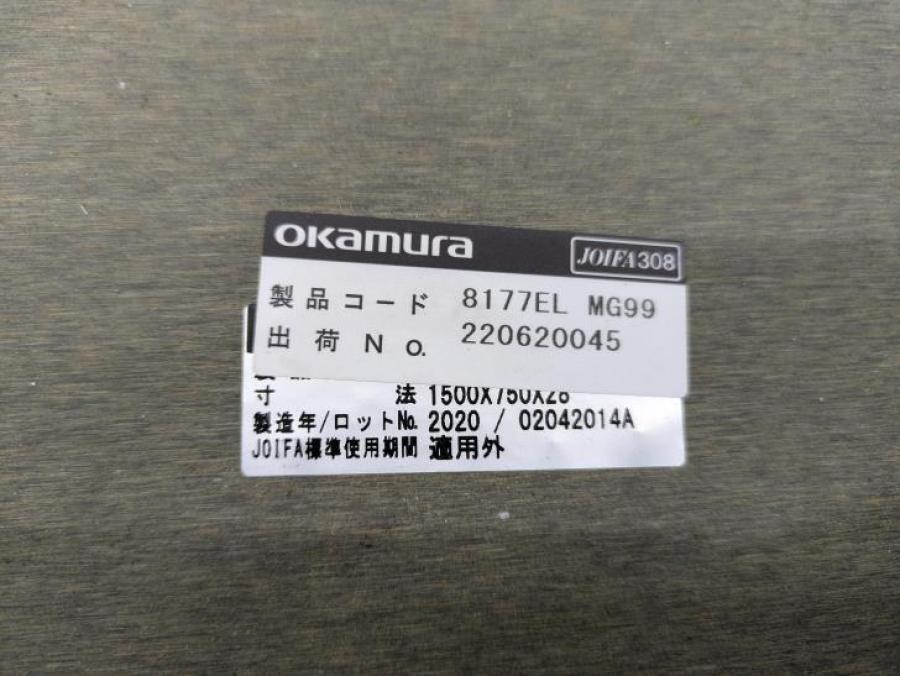 okamura
JOIFA308
製品コード 8177EL MG99
出荷No. 220620045
寸法 1500X750X28
製造年/ロットNo. 2020 / 02042014A
JOIFA標準使用期間 適用外